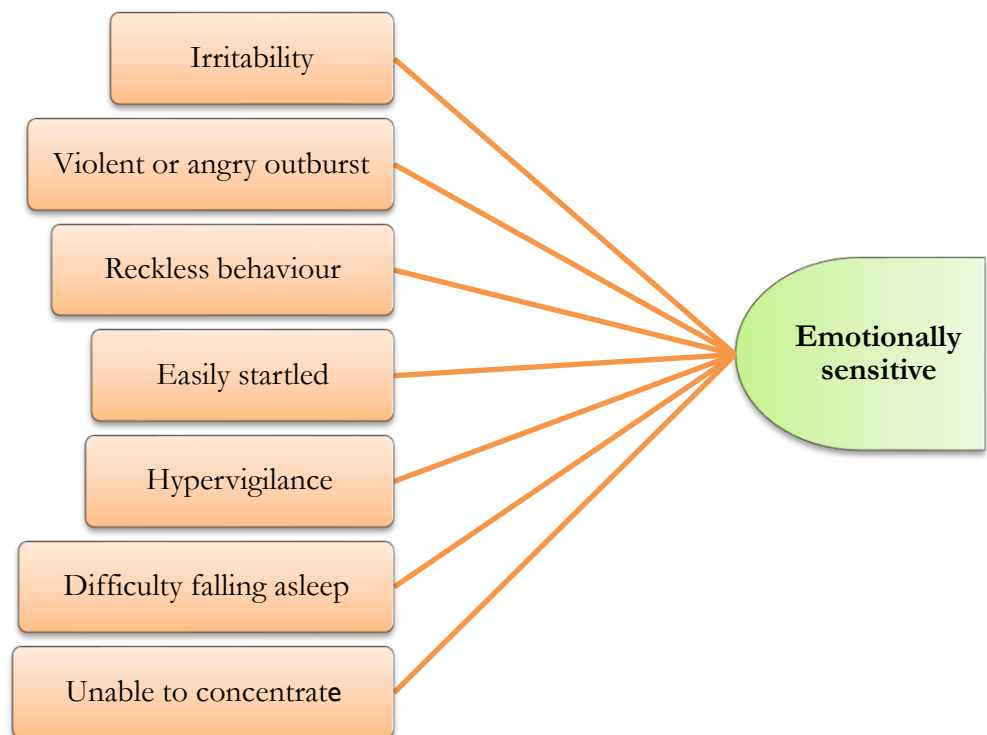 Irritability
Violent or angry outburst
Reckless behaviour
Easily startled
Hypervigilance
Difficulty falling asleep
Unable to concentrate
Emotionally
sensitive